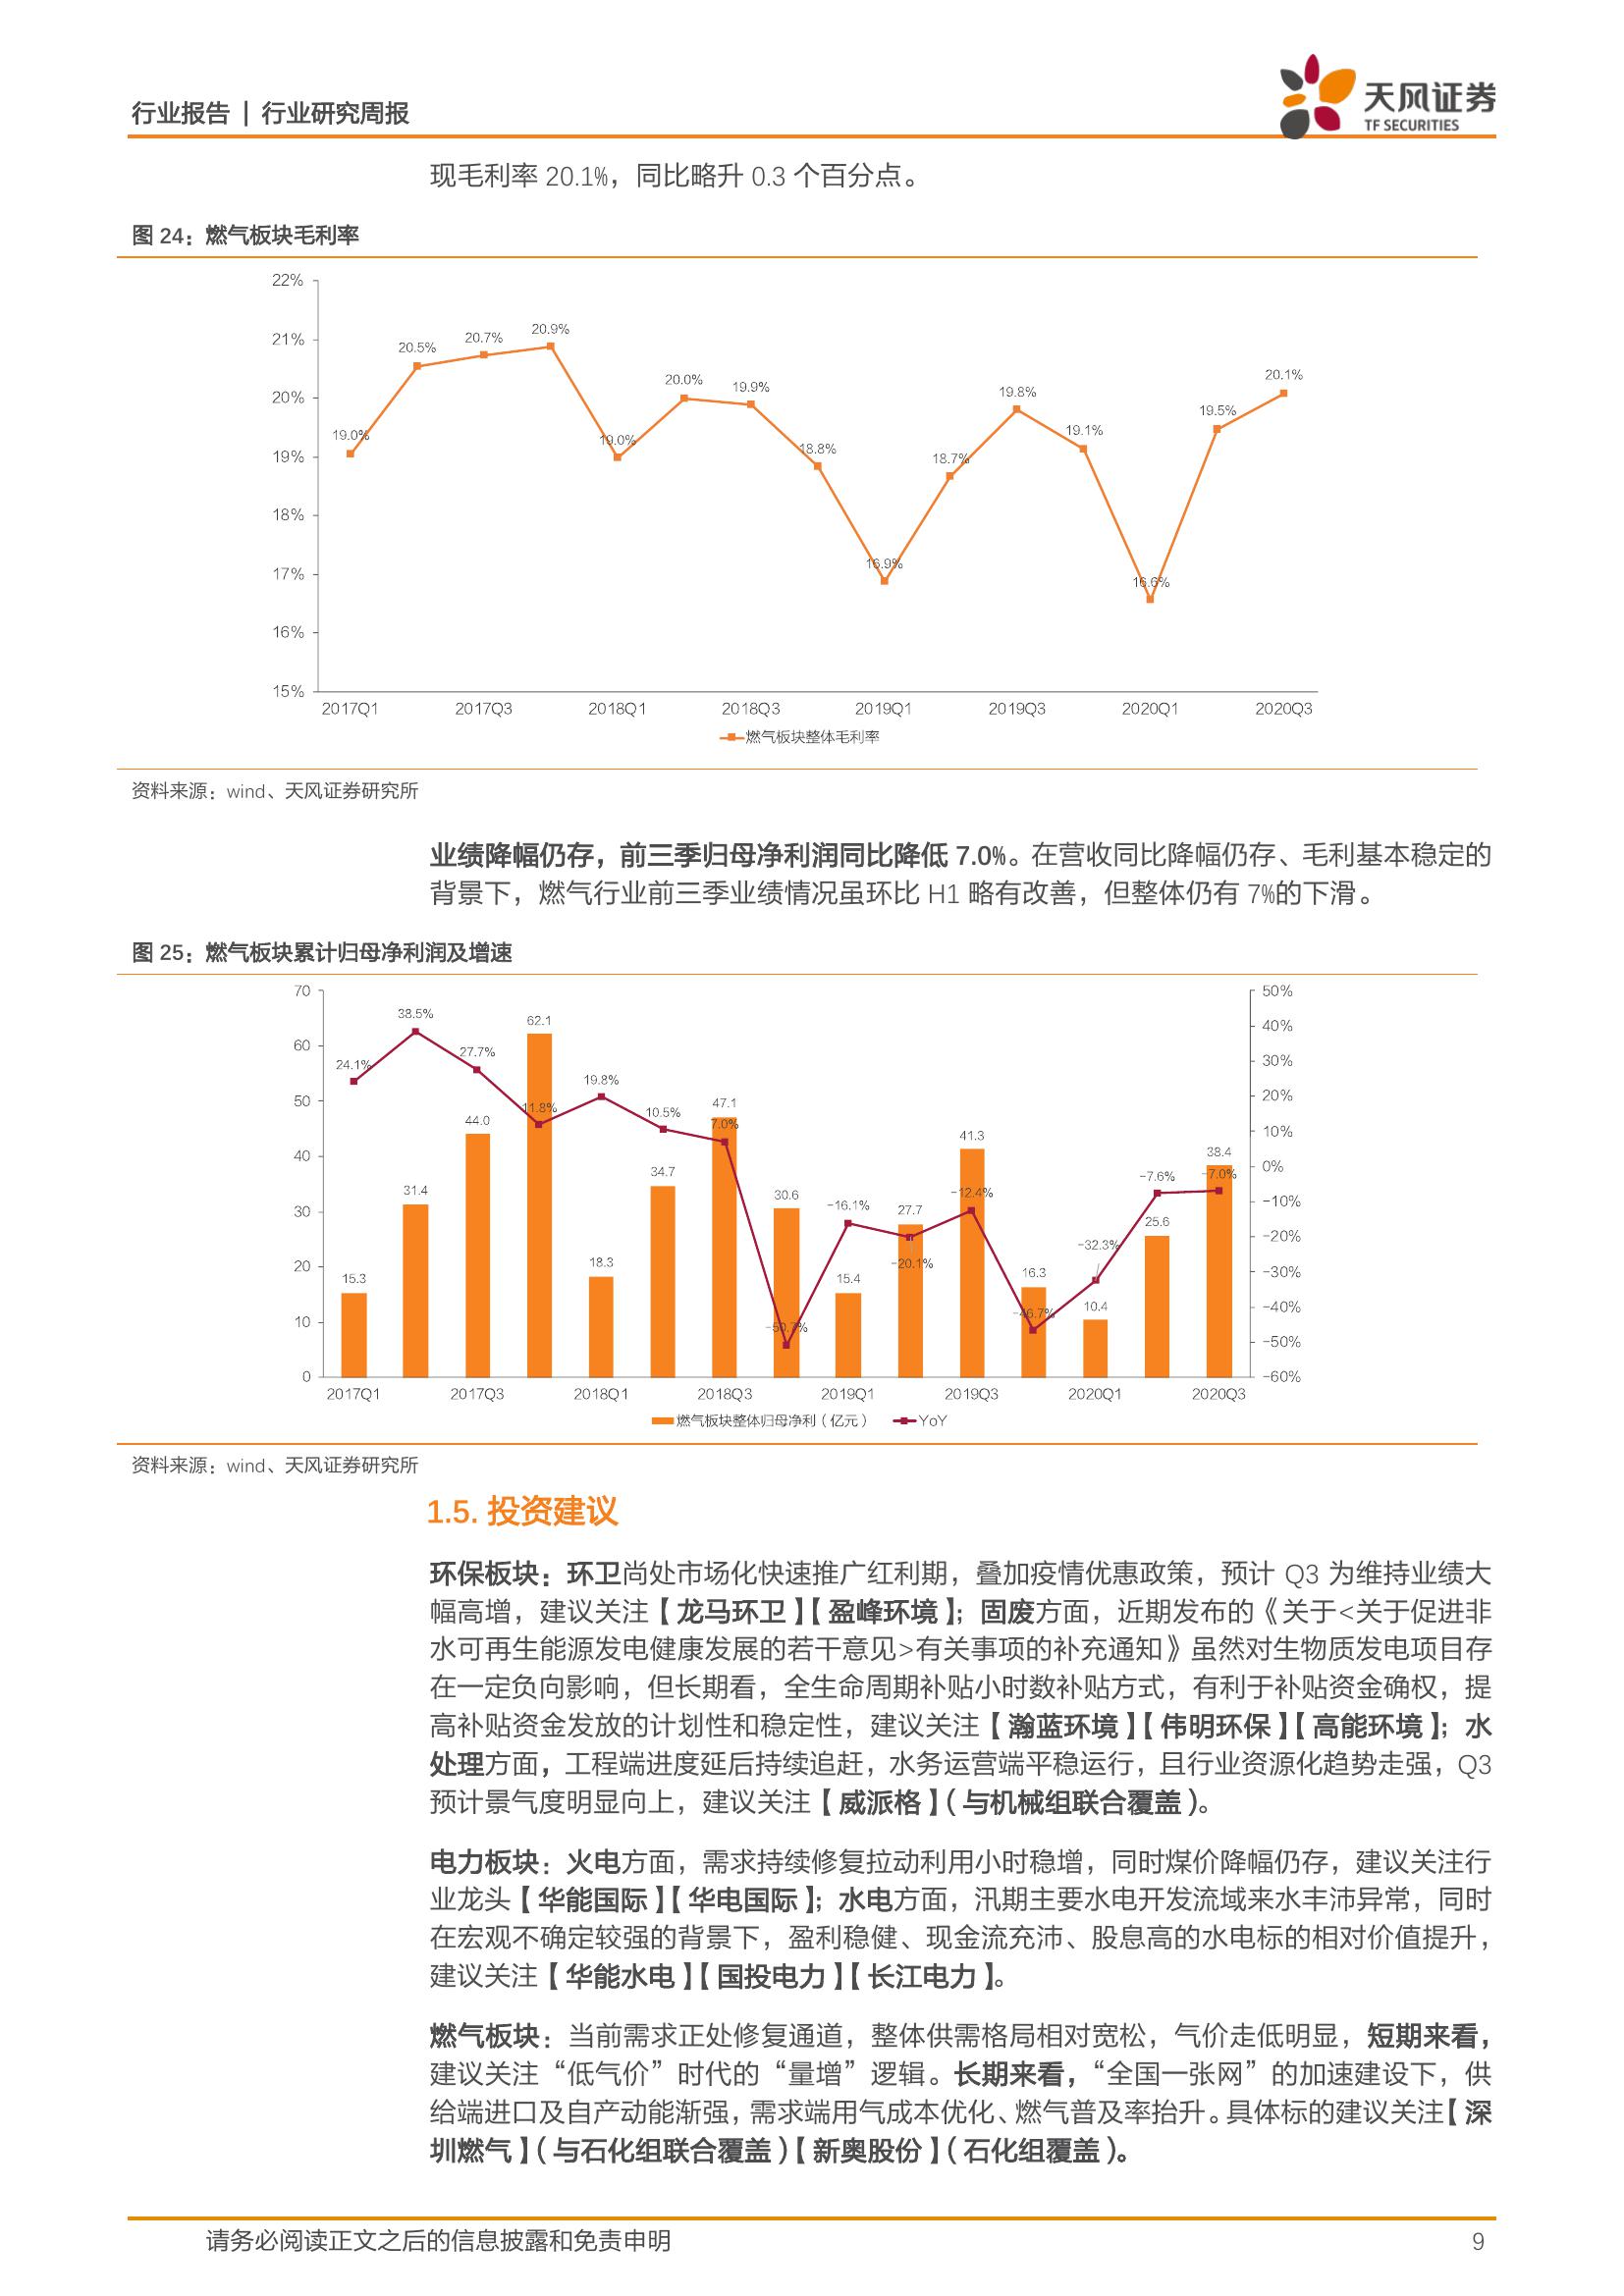 行业报告 | 行业研究周报
天风证券
TF SECURITIES
现毛利率 20.1%，同比略升 0.3 个百分点。
图 24：燃气板块毛利率
22%
21%
20%
19%
18%
17%
16%
15%
19.0%
20.5%
20.7%
20.9%
19.0%
20.0%
19.9%
18.8%
16.9%
18.7%
19.8%
19.1%
16.6%
19.5%
20.1%
2017Q1 2017Q3 2018Q1 2018Q3 2019Q1 2019Q3 2020Q1 2020Q3
燃气板块整体毛利率
资料来源：wind、天风证券研究所
业绩降幅仍存，前三季归母净利润同比降低 7.0%。在营收同比降幅仍存、毛利基本稳定的
背景下，燃气行业前三季业绩情况虽环比 H1 略有改善，但整体仍有 7%的下滑。
图 25：燃气板块累计归母净利润及增速
70
60
50
40
30
20
10
0
15.3
31.4
44.0
62.1
18.3
34.7
47.1
30.6
15.4
27.7
41.3
16.3
10.4
25.6
38.4
24.1%
38.5%
27.7%
11.8%
19.8%
10.5%
7.0%
-50.7%
-16.1%
-20.1%
-12.4%
-46.7%
-32.3%
-7.6%
-7.0%
50%
40%
30%
20%
10%
0%
-10%
-20%
-30%
-40%
-50%
-60%
2017Q1 2017Q3 2018Q1 2018Q3 2019Q1 2019Q3 2020Q1 2020Q3
燃气板块整体归母净利（亿元） YoY
资料来源：wind、天风证券研究所
1.5. 投资建议
环保板块：环卫尚处市场化快速推广红利期，叠加疫情优惠政策，预计 Q3 为维持业绩大
幅高增，建议关注【龙马环卫】【盈峰环境】；固废方面，近期发布的《关于<关于促进非
水可再生能源发电健康发展的若干意见>有关事项的补充通知》虽然对生物质发电项目存
在一定负向影响，但长期看，全生命周期补贴小时数补贴方式，有利于补贴资金确权，提
高补贴资金发放的计划性和稳定性，建议关注【瀚蓝环境】【伟明环保】【高能环境】；水
处理方面，工程端进度延后持续追赶，水务运营端平稳运行，且行业资源化趋势走强，Q3
预计景气度明显向上，建议关注【威派格】（与机械组联合覆盖）。
电力板块：火电方面，需求持续修复拉动利用小时稳增，同时煤价降幅仍存，建议关注行
业龙头【华能国际】【华电国际】；水电方面，汛期主要水电开发流域来水丰沛异常，同时
在宏观不确定较强的背景下，盈利稳健、现金流充沛、股息高的水电标的相对价值提升，
建议关注【华能水电】【国投电力】【长江电力】。
燃气板块：当前需求正处修复通道，整体供需格局相对宽松，气价走低明显，短期来看，
建议关注“低气价”时代的“量增”逻辑。长期来看，“全国一张网”的加速建设下，供
给端进口及自产动能渐强，需求端用气成本优化、燃气普及率抬升。具体标的建议关注【深
圳燃气】（与石化组联合覆盖）【新奥股份】（石化组覆盖）。
请务必阅读正文之后的信息披露和免责申明
9